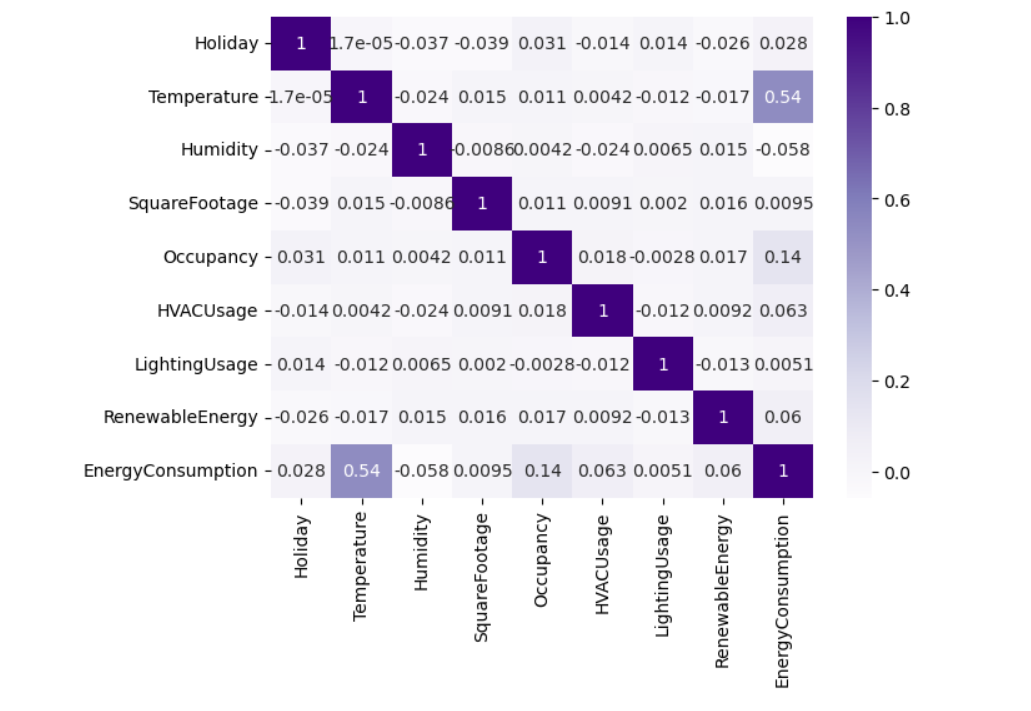 Holiday 1 1.7e-05 -0.037 -0.039 0.031 -0.014 0.014 -0.026 0.028
Temperature 1.7e-05 1 -0.024 0.015 0.011 0.0042 -0.012 -0.017 0.54
Humidity -0.037 -0.024 1 -0.0086 0.0042 -0.024 0.0065 0.015 -0.058
SquareFootage -0.039 0.015 -0.0086 1 0.011 0.0091 0.002 0.016 0.0095
Occupancy 0.031 0.011 0.0042 0.011 1 0.018 -0.0028 0.017 0.14
HVACUsage -0.014 0.0042 -0.024 0.0091 0.018 1 -0.012 0.0092 0.063
LightingUsage 0.014 -0.012 0.0065 0.002 -0.0028 -0.012 1 -0.013 0.0051
RenewableEnergy -0.026 -0.017 0.015 0.016 0.017 0.0092 -0.013 1 0.06
EnergyConsumption 0.028 0.54 -0.058 0.0095 0.14 0.063 0.0051 0.06 1
Holiday
Temperature
Humidity
SquareFootage
Occupancy
HVACUsage
LightingUsage
RenewableEnergy
EnergyConsumption
1.0
0.8
0.6
0.4
0.2
0.0